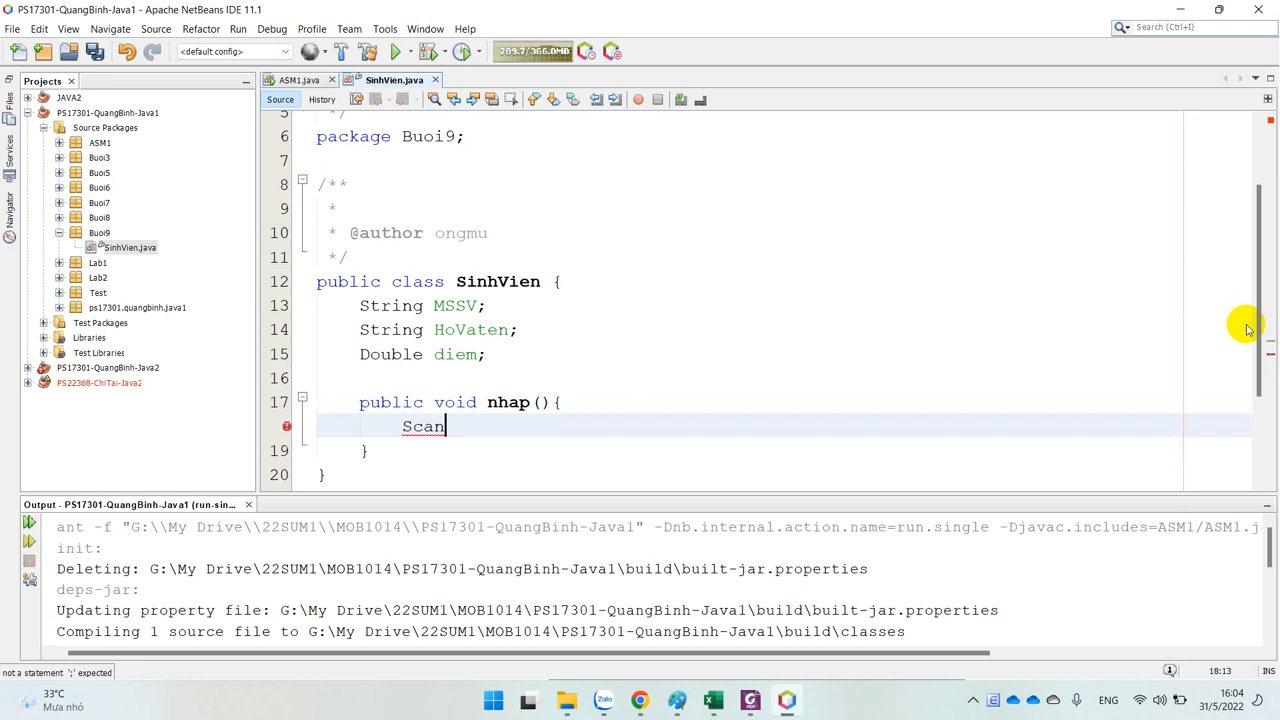 PS17301-QuangBinh-Java1 - Apache NetBeans IDE 11.1
File Edit View Navigate Source Refactor Run Debug Profile Team Tools Window Help
Search (Ctrl+I)
<default config>
289.7/366.0MB
Projects
ASM1.java
SinhVien.java
Files
Services
Navigator
JAVA2
PS17301-QuangBinh-Java1
Source Packages
ASM1
Buoi3
Buoi5
Buoi6
Buoi7
Buoi8
Buoi9
SinhVien.java
Lab1
Lab2
Test
ps17301.quangbinh.java1
Test Packages
Libraries
Test Libraries
PS17301-QuangBinh-Java2
PS22368-ChiTai-Java2
Source History
5 */
6 package Buoi9;
7
8 /**
9 *
10 * @author ongmu
11 */
12 public class SinhVien {
13 String MSSV;
14 String HoVaten;
15 Double diem;
16
17 public void nhap(){
Scan
19 }
20 }
Output - PS17301-QuangBinh-Java1 (run-sin...
ant -f "G:\\My Drive\\22SUM1\\MOB1014\\PS17301-QuangBinh-Java1" -Dnb.internal.action.name=run.single -Djavac.includes=ASM1/ASM1.j
init:
Deleting: G:\My Drive\22SUM1\MOB1014\PS17301-QuangBinh-Java1\build\built-jar.properties
deps-jar:
Updating property file: G:\My Drive\22SUM1\MOB1014\PS17301-QuangBinh-Java1\build\built-jar.properties
Compiling 1 source file to G:\My Drive\22SUM1\MOB1014\PS17301-QuangBinh-Java1\build\classes
not a statement ';' expected
1
18:13
INS
33°C
Mưa nhỏ
Zalo
ENG
16:04
31/5/2022